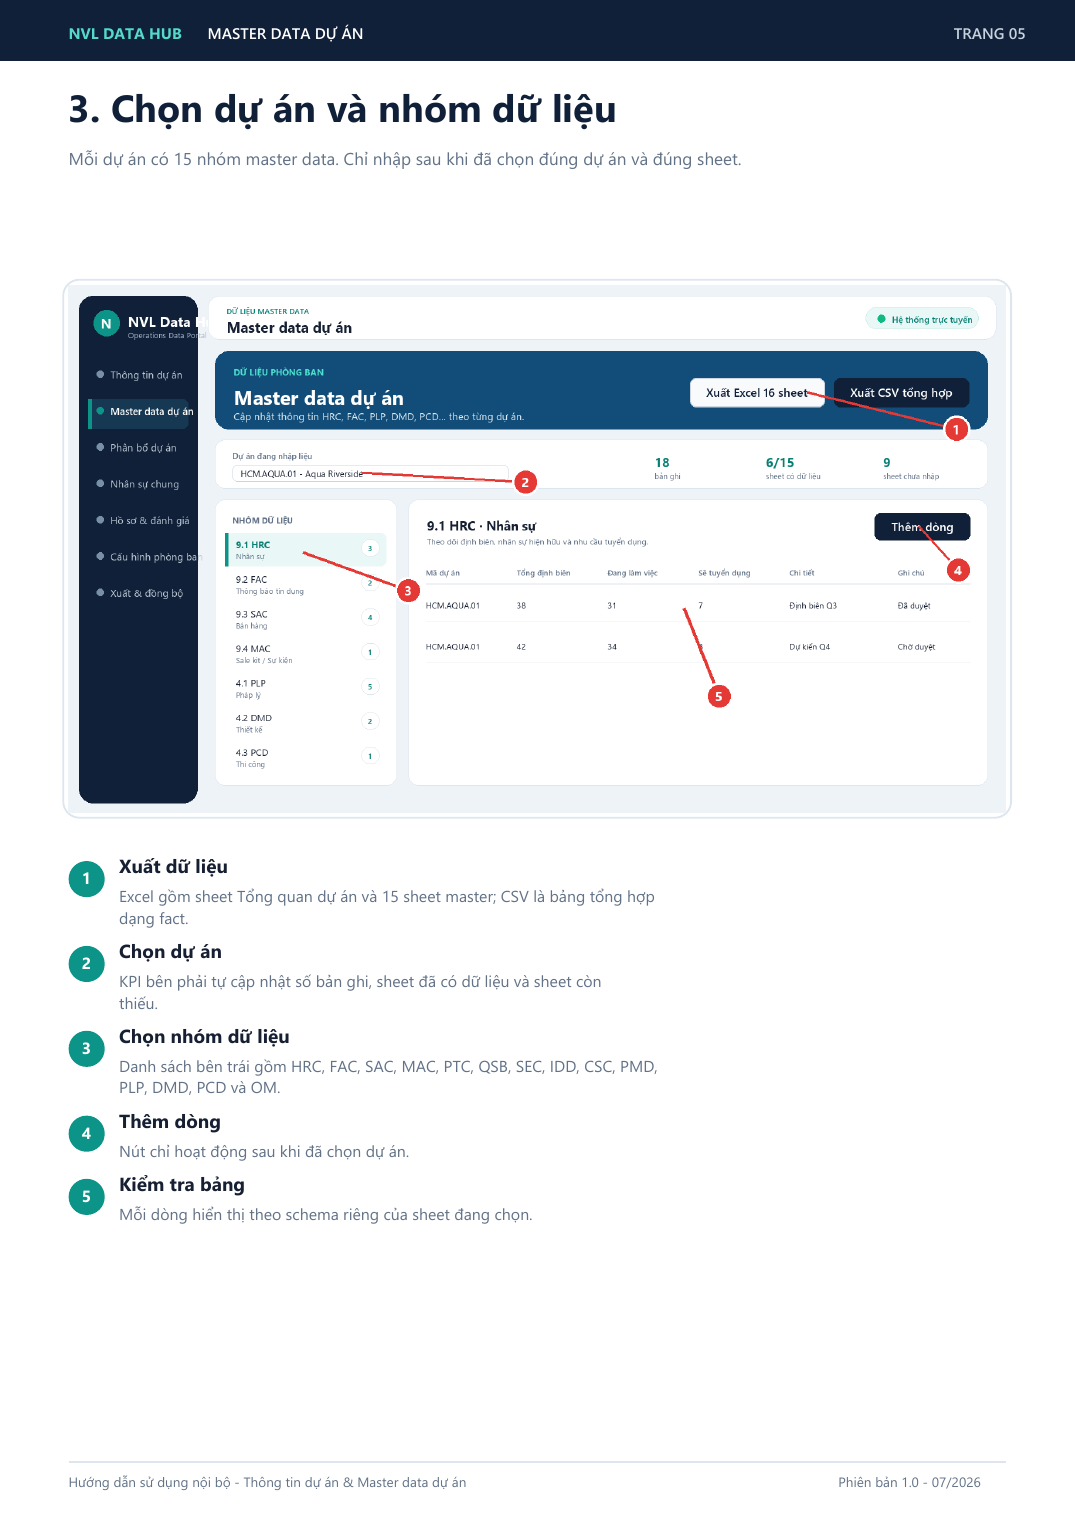 NVL DATA HUB MASTER DATA DỰ ÁN TRANG 05
3. Chọn dự án và nhóm dữ liệu
Mỗi dự án có 15 nhóm master data. Chỉ nhập sau khi đã chọn đúng dự án và đúng sheet.
N NVL Data H
Operations Data Portal
Thông tin dự án
Master data dự án
Phân bổ dự án
Nhân sự chung
Hồ sơ & đánh giá
Cấu hình phòng ban
Xuất & đồng bộ
DỮ LIỆU MASTER DATA
Master data dự án
Hệ thống trực tuyến
DỮ LIỆU PHÒNG BAN
Master data dự án
Cập nhật thông tin HRC, FAC, PLP, DMD, PCD... theo từng dự án.
Xuất Excel 16 sheet Xuất CSV tổng hợp
1
Dự án đang nhập liệu
HCM.AQUA.01 - Aqua Riverside
2
18 6/15 9
bản ghi sheet có dữ liệu sheet chưa nhập
NHÓM DỮ LIỆU
9.1 HRC 3
Nhân sự
9.2 FAC 2
Thông báo tín dụng
9.3 SAC 4
Bán hàng
9.4 MAC 1
Sale kit / Sự kiện
4.1 PLP 5
Pháp lý
4.2 DMD 2
Thiết kế
4.3 PCD 1
Thi công
3
9.1 HRC · Nhân sự
Theo dõi định biên, nhân sự hiện hữu và nhu cầu tuyển dụng.
Thêm dòng
4
Mã dự án Tổng định biên Đang làm việc Sẽ tuyển dụng Chi tiết Ghi chú
HCM.AQUA.01 38 31 7 Định biên Q3 Đã duyệt
HCM.AQUA.01 42 34 Dự kiến Q4 Chờ duyệt
5
1 Xuất dữ liệu
Excel gồm sheet Tổng quan dự án và 15 sheet master; CSV là bảng tổng hợp
dạng fact.
2 Chọn dự án
KPI bên phải tự cập nhật số bản ghi, sheet đã có dữ liệu và sheet còn
thiếu.
3 Chọn nhóm dữ liệu
Danh sách bên trái gồm HRC, FAC, SAC, MAC, PTC, QSB, SEC, IDD, CSC, PMD,
PLP, DMD, PCD và OM.
4 Thêm dòng
Nút chỉ hoạt động sau khi đã chọn dự án.
5 Kiểm tra bảng
Mỗi dòng hiển thị theo schema riêng của sheet đang chọn.
Hướng dẫn sử dụng nội bộ - Thông tin dự án & Master data dự án Phiên bản 1.0 - 07/2026